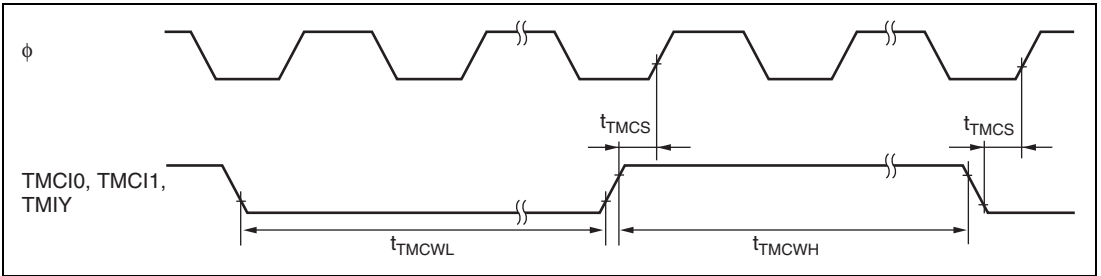 ϕ
tTMCS
tTMCS
TMCI0, TMCI1,
TMIY
tTMCWL
tTMCWH